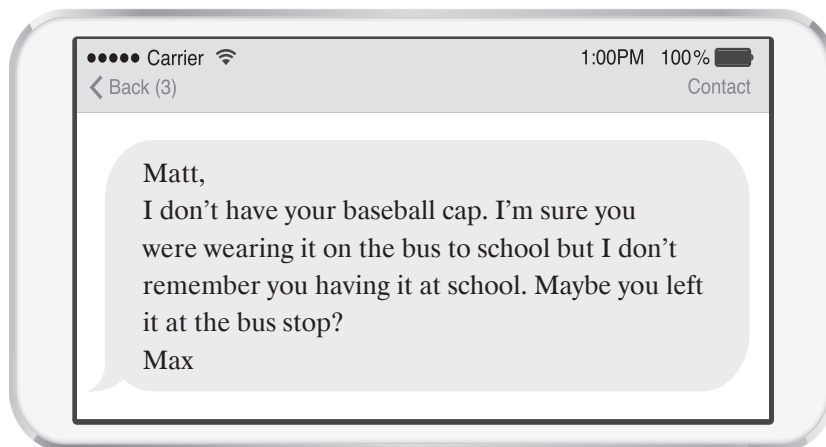 ●●●●● Carrier 1:00PM 100%
Back (3) Contact
Matt,
I don’t have your baseball cap. I’m sure you
were wearing it on the bus to school but I don’t
remember you having it at school. Maybe you left
it at the bus stop?
Max